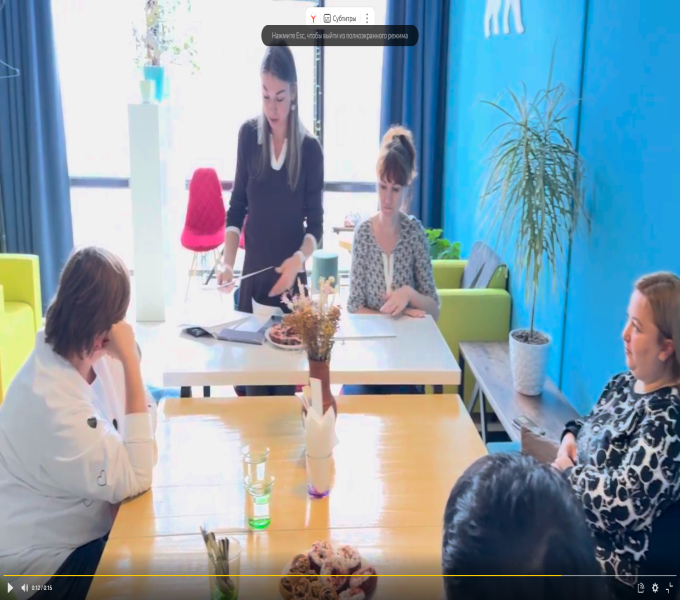 Y Субтитры
Нажмите Esc, чтобы выйти из полноэкранного режима
0:12 / 0:15